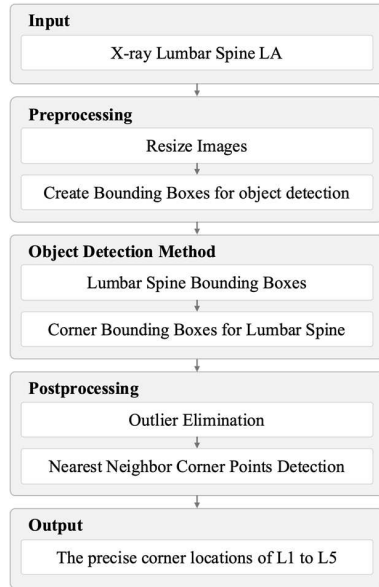 Input
X-ray Lumbar Spine LA
Preprocessing
Resize Images
Create Bounding Boxes for object detection
Object Detection Method
Lumbar Spine Bounding Boxes
Corner Bounding Boxes for Lumbar Spine
Postprocessing
Outlier Elimination
Nearest Neighbor Corner Points Detection
Output
The precise corner locations of L1 to L5